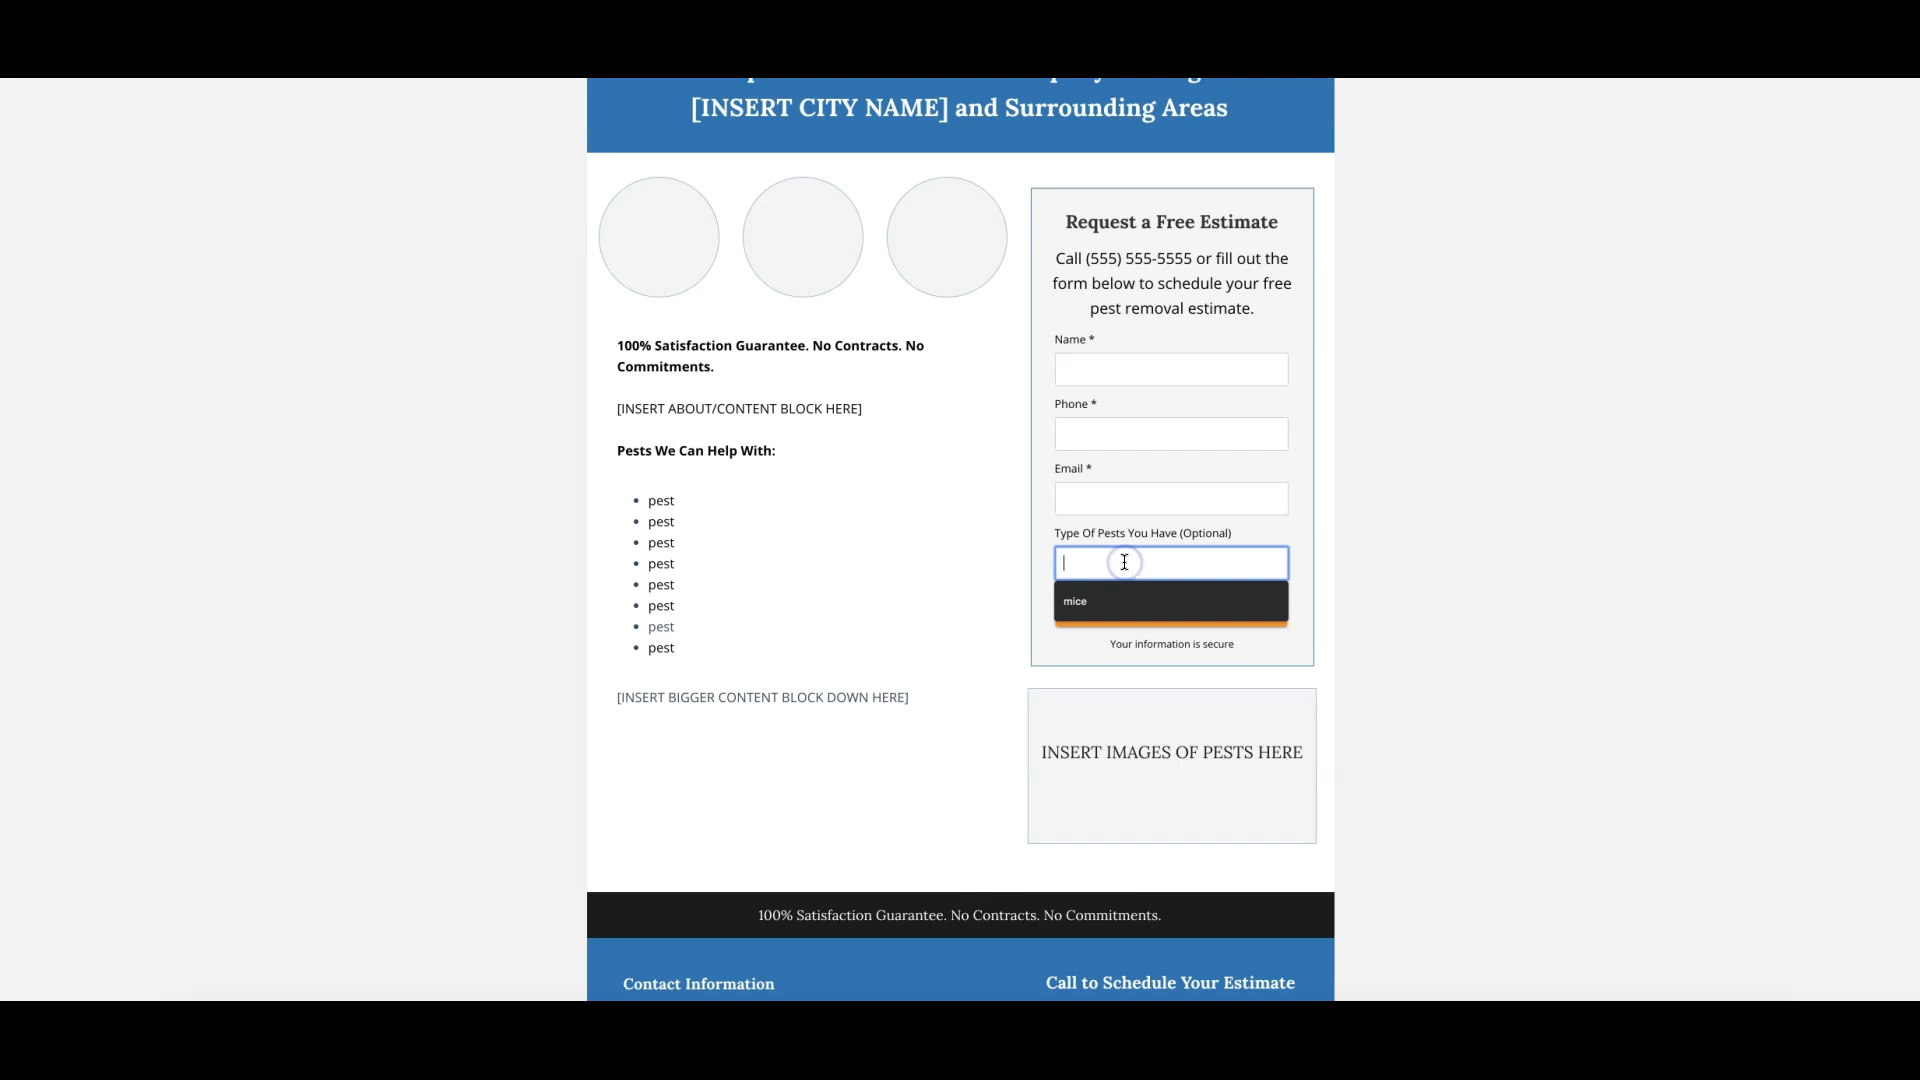 [INSERT CITY NAME] and Surrounding Areas
100% Satisfaction Guarantee. No Contracts. No
Commitments.
[INSERT ABOUT/CONTENT BLOCK HERE]
Pests We Can Help With:
pest
pest
pest
pest
pest
pest
pest
pest
[INSERT BIGGER CONTENT BLOCK DOWN HERE]
Request a Free Estimate
Call (555) 555-5555 or fill out the
form below to schedule your free
pest removal estimate.
Name *
Phone *
Email *
Type Of Pests You Have (Optional)
mice
Your information is secure
INSERT IMAGES OF PESTS HERE
100% Satisfaction Guarantee. No Contracts. No Commitments.
Contact Information
Call to Schedule Your Estimate